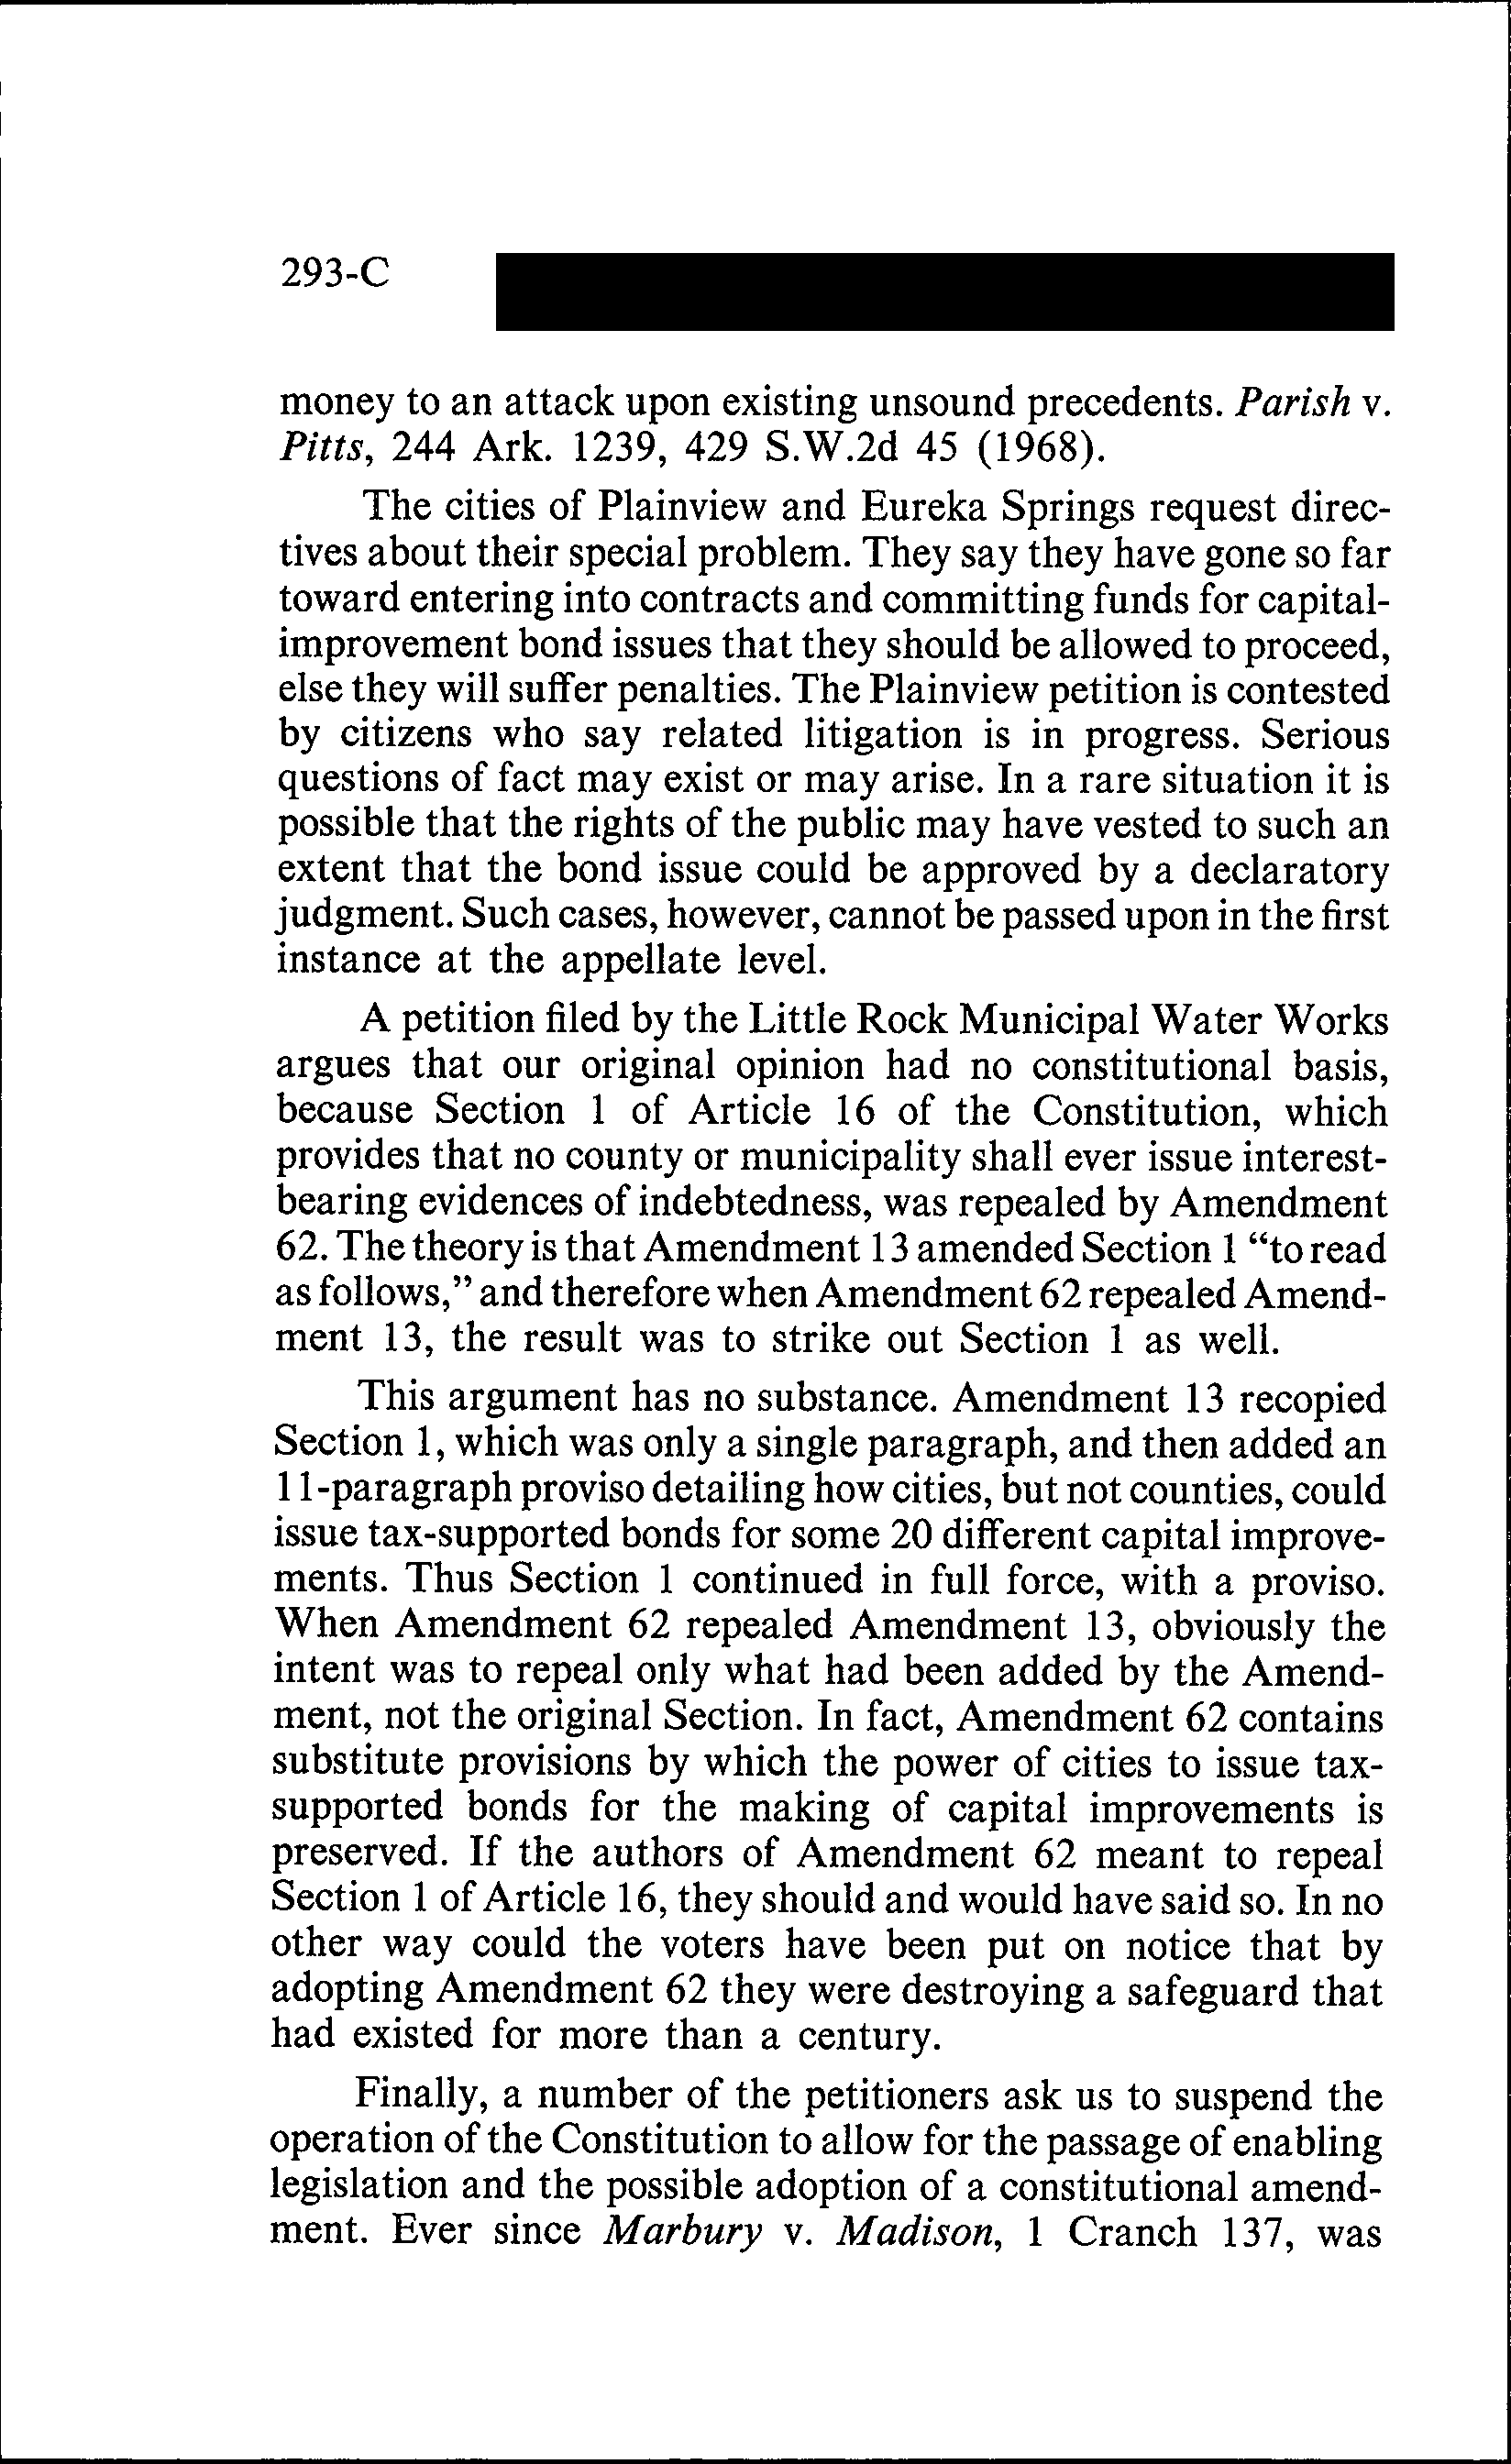 293-C
money to an attack upon existing unsound precedents. Parish v.
Pitts, 244 Ark. 1239, 429 S.W.2d 45 (1968).
The cities of Plainview and Eureka Springs request direc-
tives about their special problem. They say they have gone so far
toward entering into contracts and committing funds for capital-
improvement bond issues that they should be allowed to proceed,
else they will suffer penalties. The Plainview petition is contested
by citizens who say related litigation is in progress. Serious
questions of fact may exist or may arise. In a rare situation it is
possible that the rights of the public may have vested to such an
extent that the bond issue could be approved by a declaratory
judgment. Such cases, however, cannot be passed upon in the first
instance at the appellate level.
A petition filed by the Little Rock Municipal Water Works
argues that our original opinion had no constitutional basis,
because Section 1 of Article 16 of the Constitution, which
provides that no county or municipality shall ever issue interest-
bearing evidences of indebtedness, was repealed by Amendment
62. The theory is that Amendment 13 amended Section 1 “to read
as follows,” and therefore when Amendment 62 repealed Amend-
ment 13, the result was to strike out Section 1 as well.
This argument has no substance. Amendment 13 recopied
Section 1, which was only a single paragraph, and then added an
11-paragraph proviso detailing how cities, but not counties, could
issue tax-supported bonds for some 20 different capital improve-
ments. Thus Section 1 continued in full force, with a proviso.
When Amendment 62 repealed Amendment 13, obviously the
intent was to repeal only what had been added by the Amend-
ment, not the original Section. In fact, Amendment 62 contains
substitute provisions by which the power of cities to issue tax-
supported bonds for the making of capital improvements is
preserved. If the authors of Amendment 62 meant to repeal
Section 1 of Article 16, they should and would have said so. In no
other way could the voters have been put on notice that by
adopting Amendment 62 they were destroying a safeguard that
had existed for more than a century.
Finally, a number of the petitioners ask us to suspend the
operation of the Constitution to allow for the passage of enabling
legislation and the possible adoption of a constitutional amend-
ment. Ever since Marbury v. Madison, 1 Cranch 137, was